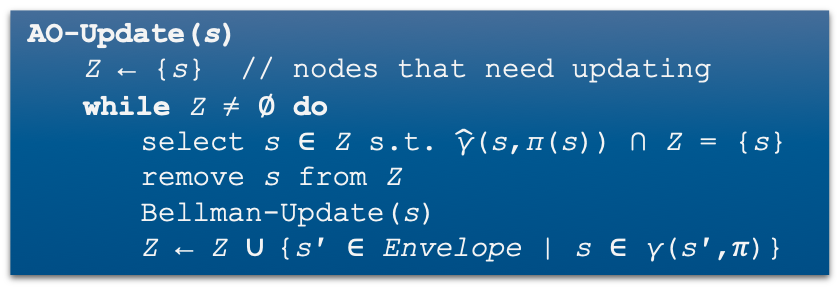 AO-Update(s)
Z ← {s} // nodes that need updating
while Z ≠ Ø do
select s ∈ Z s.t. γ̂(s,π(s)) ∩ Z = {s}
remove s from Z
Bellman-Update(s)
Z ← Z ∪ {s′ ∈ Envelope | s ∈ γ(s′,π)}